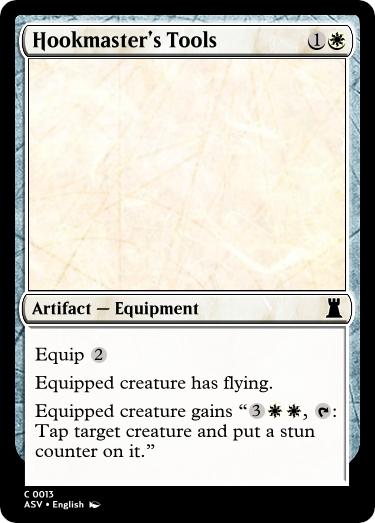 Hookmaster's Tools 1
Artifact — Equipment
Equip 2
Equipped creature has flying.
Equipped creature gains “3, :
Tap target creature and put a stun
counter on it.”
C 0013
ASV • English